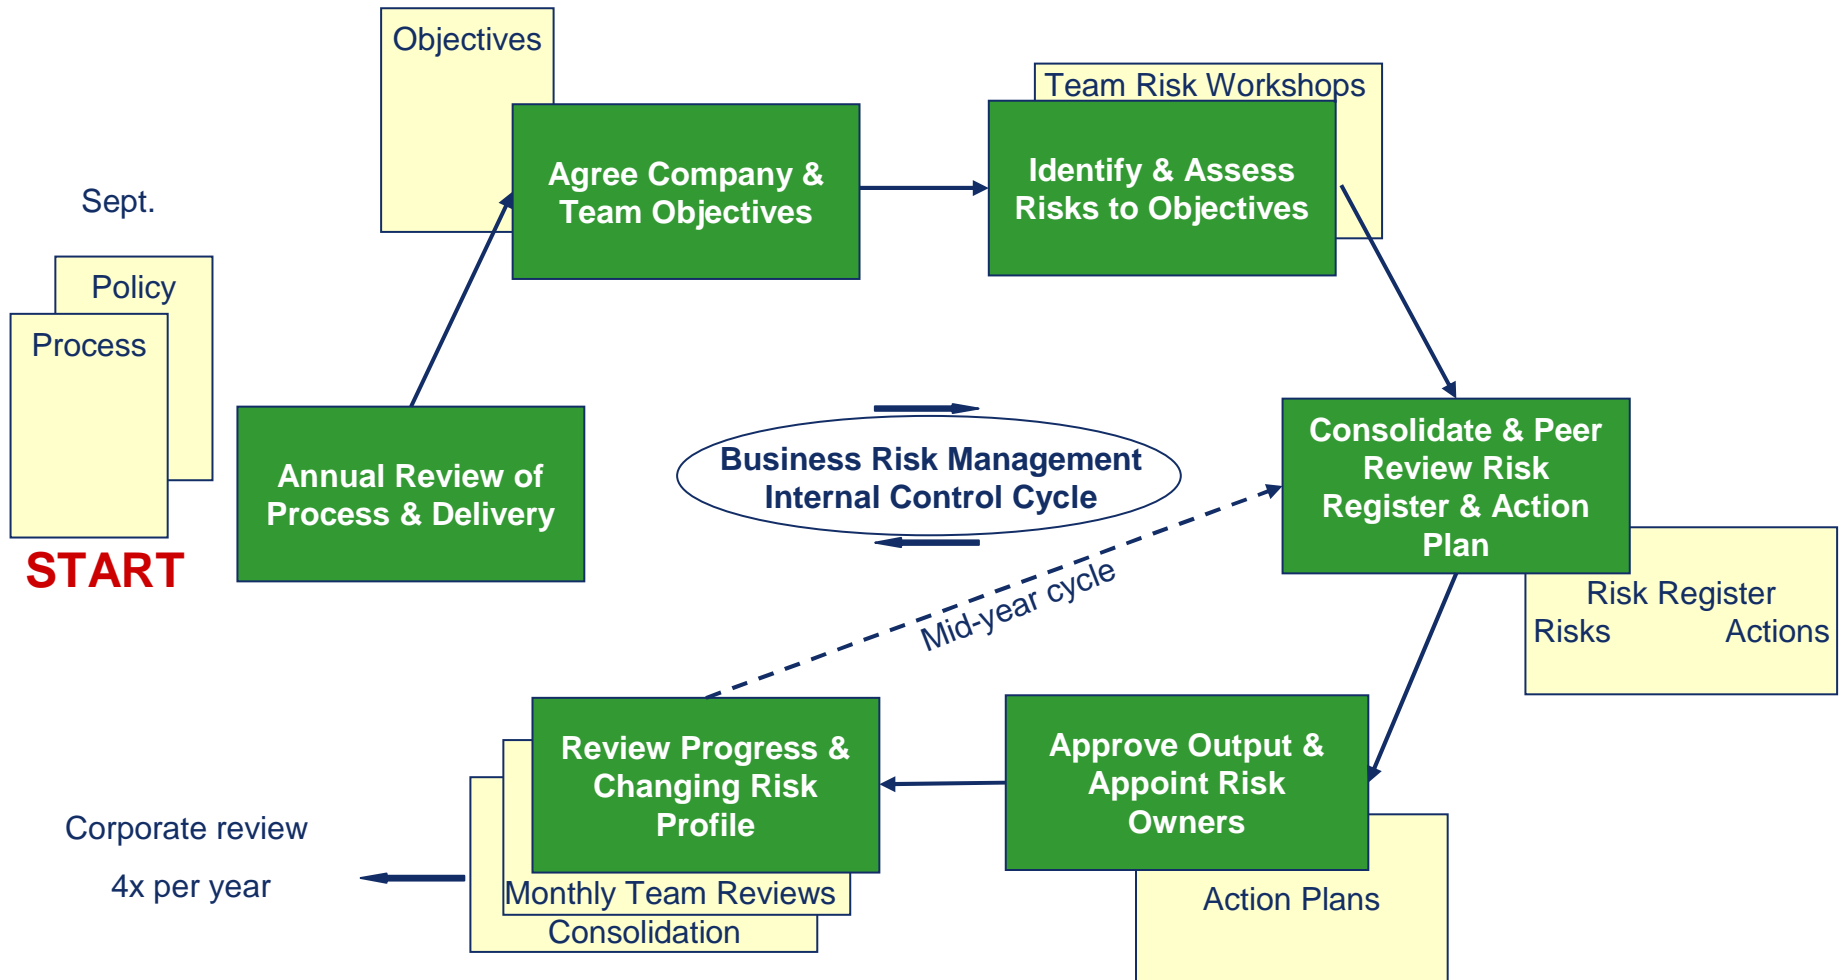 Objectives
Team Risk Workshops
Agree Company &
Team Objectives
Identify & Assess
Risks to Objectives
Sept.
Policy
Process
START
Annual Review of
Process & Delivery
Business Risk Management
Internal Control Cycle
Consolidate & Peer
Review Risk
Register & Action
Plan
Risk Register
Risks Actions
Mid-year cycle
Approve Output &
Appoint Risk
Owners
Action Plans
Review Progress &
Changing Risk
Profile
Monthly Team Reviews
Consolidation
Corporate review
4x per year